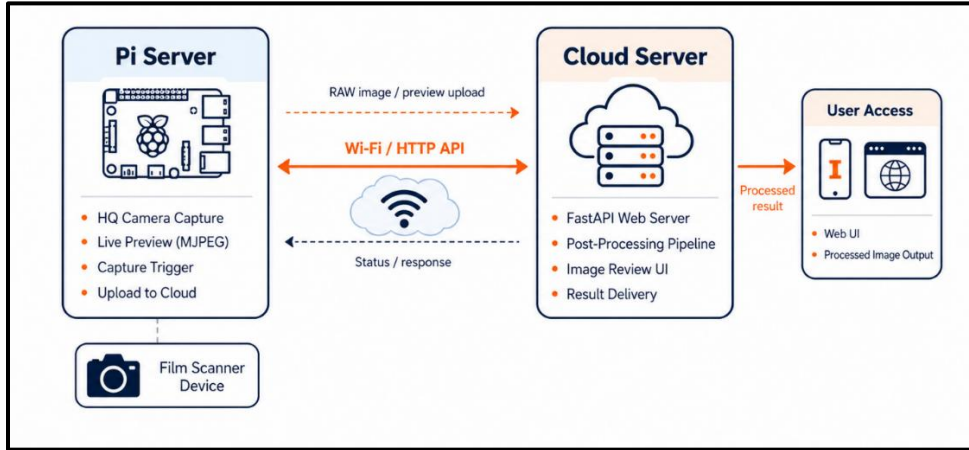 Pi Server
HQ Camera Capture
Live Preview (MJPEG)
Capture Trigger
Upload to Cloud
Film Scanner
Device
RAW image / preview upload
Wi-Fi / HTTP API
Status / response
Cloud Server
FastAPI Web Server
Post-Processing Pipeline
Image Review UI
Result Delivery
Processed
result
User Access
I
Web UI
Processed Image Output